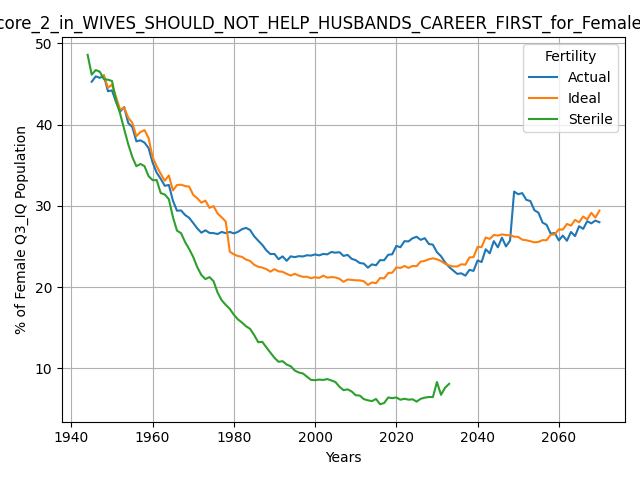 core_2_in_WIVES_SHOULD_NOT_HELP_HUSBANDS_CAREER_FIRST_for_Female
Fertility
Actual
Ideal
Sterile
% of Female Q3_IQ Population
50
40
30
20
10
1940 1960 1980 2000 2020 2040 2060
Years